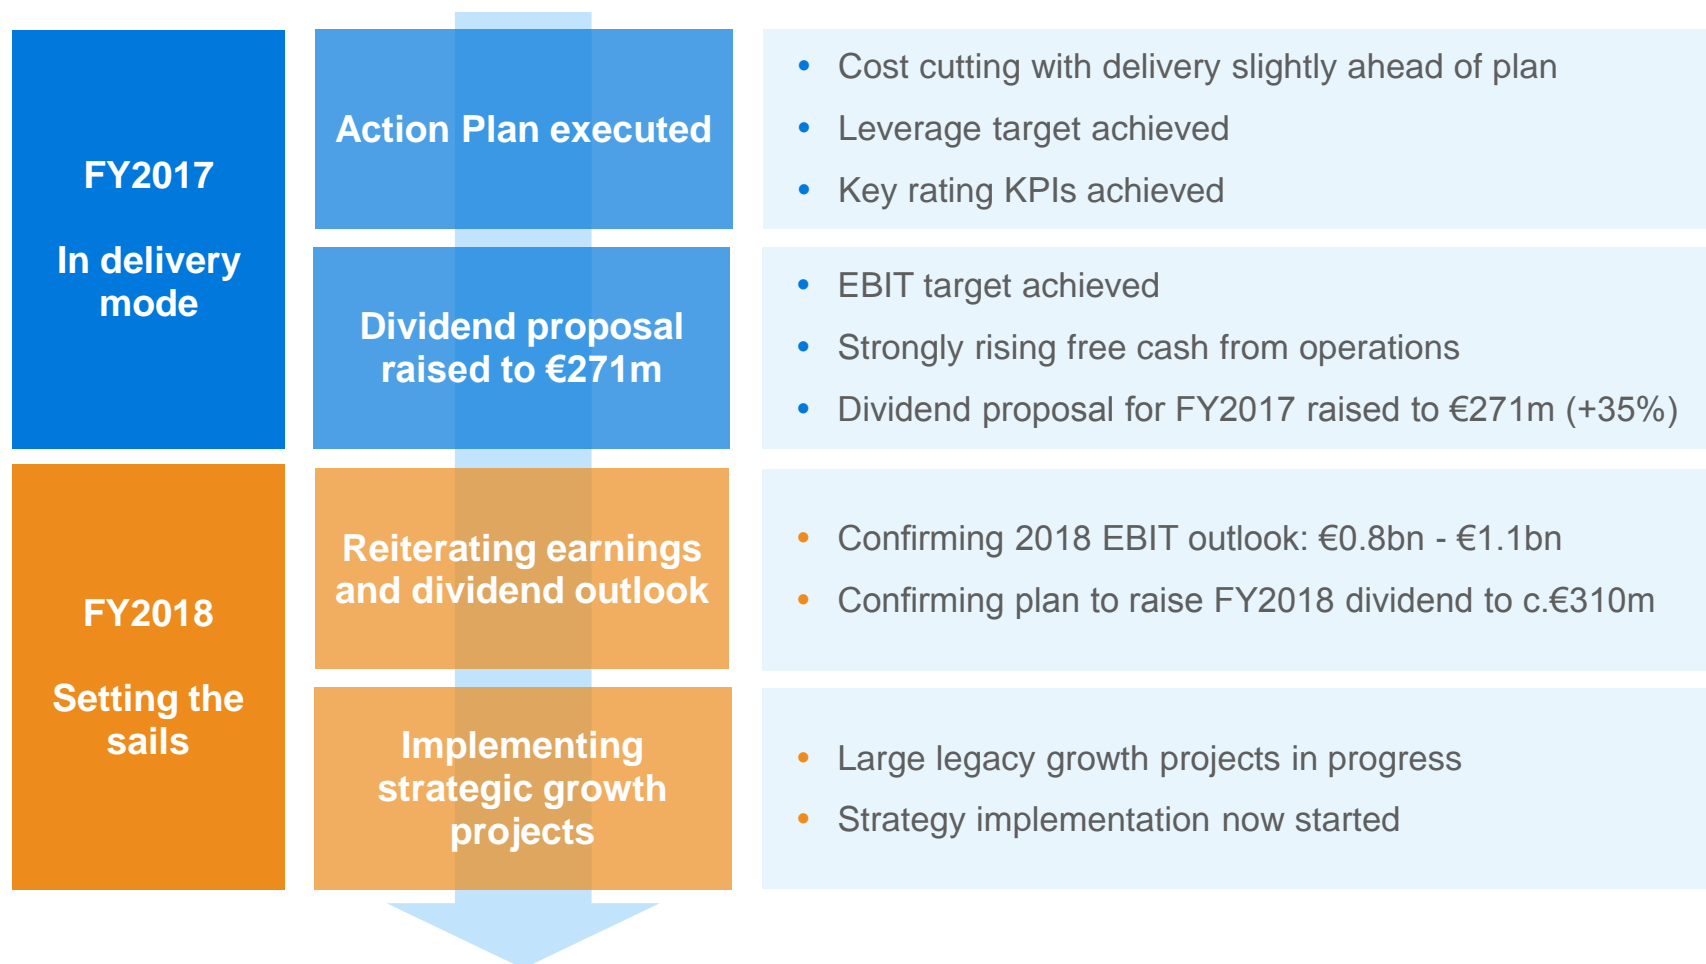 FY2017
In delivery
mode
Action Plan executed
• Cost cutting with delivery slightly ahead of plan
• Leverage target achieved
• Key rating KPIs achieved
Dividend proposal
raised to €271m
• EBIT target achieved
• Strongly rising free cash from operations
• Dividend proposal for FY2017 raised to €271m (+35%)
FY2018
Setting the
sails
Reiterating earnings
and dividend outlook
• Confirming 2018 EBIT outlook: €0.8bn - €1.1bn
• Confirming plan to raise FY2018 dividend to c.€310m
Implementing
strategic growth
projects
• Large legacy growth projects in progress
• Strategy implementation now started